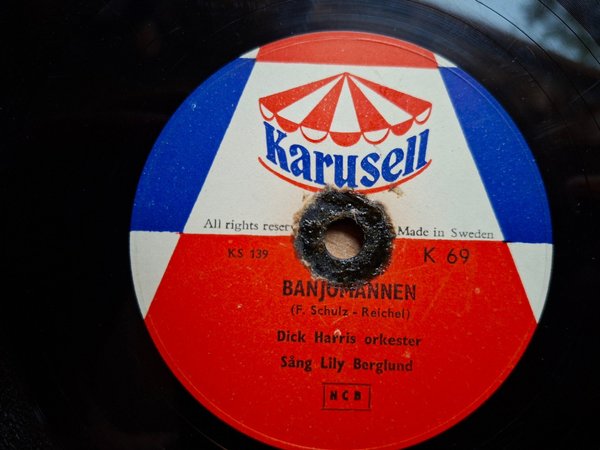 Karusell
All rights reserv
Made in Sweden
KS 139
K 69
BANJOMANNEN
(F. Schulz - Reichel)
Dick Harris orkester
Sång Lily Berglund
NCB